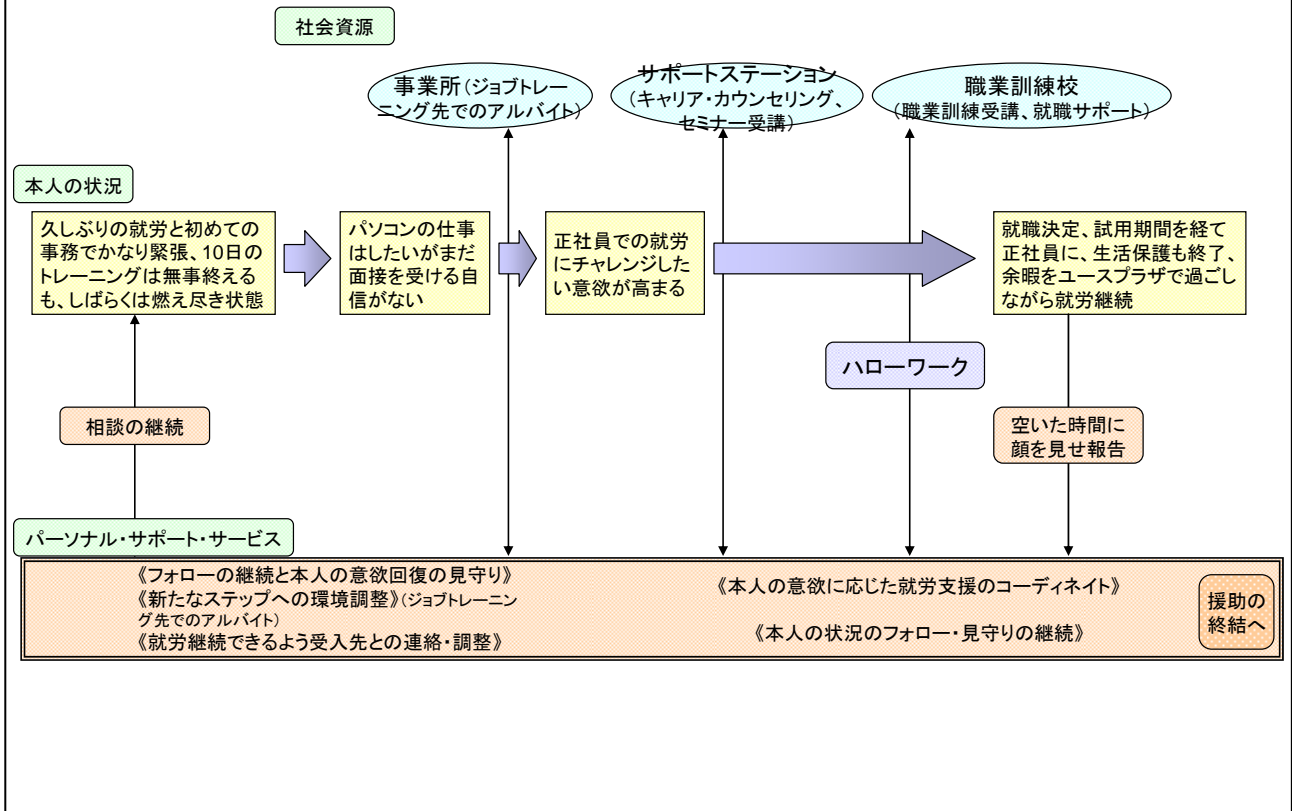 社会資源
事業所(ジョブトレー
ニング先でのアルバイト)
サポートステーション
(キャリア・カウンセリング、
セミナー受講)
職業訓練校
(職業訓練受講、就職サポート)
本人の状況
久しぶりの就労と初めての
事務でかなり緊張、10日の
トレーニングは無事終える
も、しばらくは燃え尽き状態
パソコンの仕事
はしたいがまだ
面接を受ける自
信がない
正社員での就労
にチャレンジした
い意欲が高まる
就職決定、試用期間を経て
正社員に、生活保護も終了、
余暇をユースプラザで過ごし
ながら就労継続
ハローワーク
相談の継続
空いた時間に
顔を見せ報告
パーソナル・サポート・サービス
《フォローの継続と本人の意欲回復の見守り》
《新たなステップへの環境調整》(ジョブトレーニン
グ先でのアルバイト)
《就労継続できるよう受入先との連絡・調整》
《本人の意欲に応じた就労支援のコーディネイト》
《本人の状況のフォロー・見守りの継続》
援助の
終結へ